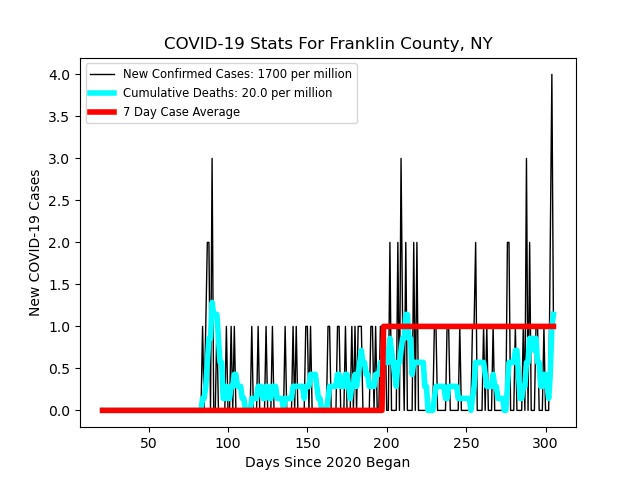 COVID-19 Stats For Franklin County, NY
New Confirmed Cases: 1700 per million
Cumulative Deaths: 20.0 per million
7 Day Case Average
New COVID-19 Cases
4.0
3.5
3.0
2.5
2.0
1.5
1.0
0.5
0.0
50 100 150 200 250 300
Days Since 2020 Began